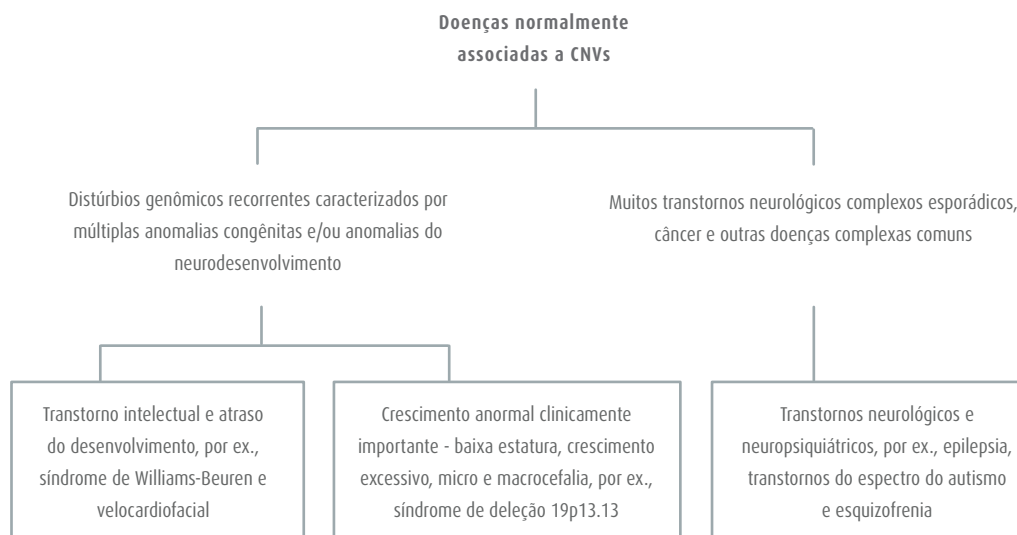 Doenças normalmente
associadas a CNVs
Distúrbios genômicos recorrentes caracterizados por
múltiplas anomalias congênitas e/ou anomalias do
neurodesenvolvimento
Muitos transtornos neurológicos complexos esporádicos,
câncer e outras doenças complexas comuns
Transtorno intelectual e atraso
do desenvolvimento, por ex.,
síndrome de Williams-Beuren e
velocardiofacial
Crescimento anormal clinicamente
importante - baixa estatura, crescimento
excessivo, micro e macrocefalia, por ex.,
síndrome de deleção 19p13.13
Transtornos neurológicos e
neuropsiquiátricos, por ex., epilepsia,
transtornos do espectro do autismo
e esquizofrenia